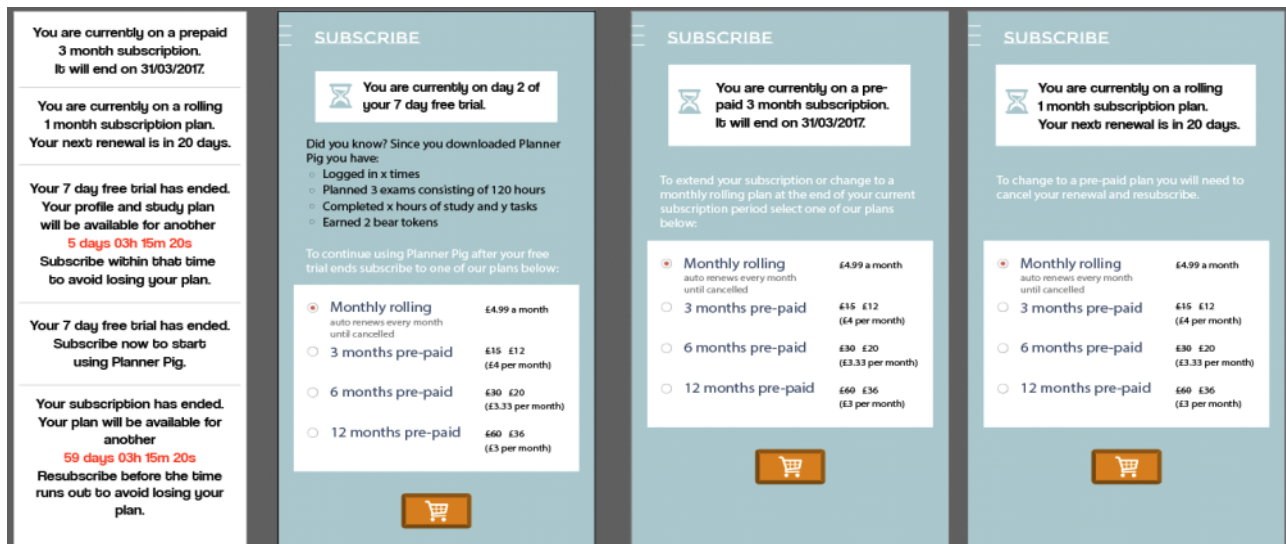 You are currently on a prepaid
3 month subscription.
It will end on 31/03/2017.
You are currently on a rolling
1 month subscription plan.
Your next renewal is in 20 days.
Your 7 day free trial has ended.
Your profile and study plan
will be available for another
5 days 03h 15m 20s
Subscribe within that time
to avoid losing your plan.
Your 7 day free trial has ended.
Subscribe now to start
using Planner Pig.
Your subscription has ended.
Your plan will be available for
another
59 days 03h 15m 20s
Resubscribe before the time
runs out to avoid losing your
plan.
SUBSCRIBE
You are currently on day 2 of
your 7 day free trial.
Did you know? Since you downloaded Planner
Pig you have:
Logged in x times
Planned 3 exams consisting of 120 hours
Completed x hours of study and y tasks
Earned 2 bear tokens
To continue using Planner Pig after your free
trial ends subscribe to one of our plans below:
Monthly rolling £4.99 a month
auto renews every month
until cancelled
3 months pre-paid £15 £12
(£4 per month)
6 months pre-paid £30 £20
(£3.33 per month)
12 months pre-paid £60 £36
(£3 per month)
SUBSCRIBE
You are currently on a pre-
paid 3 month subscription.
It will end on 31/03/2017.
To extend your subscription or change to a
monthly rolling plan at the end of your current
subscription period select one of our plans
below:
Monthly rolling £4.99 a month
auto renews every month
until cancelled
3 months pre-paid £15 £12
(£4 per month)
6 months pre-paid £30 £20
(£3.33 per month)
12 months pre-paid £60 £36
(£3 per month)
SUBSCRIBE
You are currently on a rolling
1 month subscription plan.
Your next renewal is in 20 days.
To change to a pre-paid plan you will need to
cancel your renewal and resubscribe.
Monthly rolling £4.99 a month
auto renews every month
until cancelled
3 months pre-paid £15 £12
(£4 per month)
6 months pre-paid £30 £20
(£3.33 per month)
12 months pre-paid £60 £36
(£3 per month)